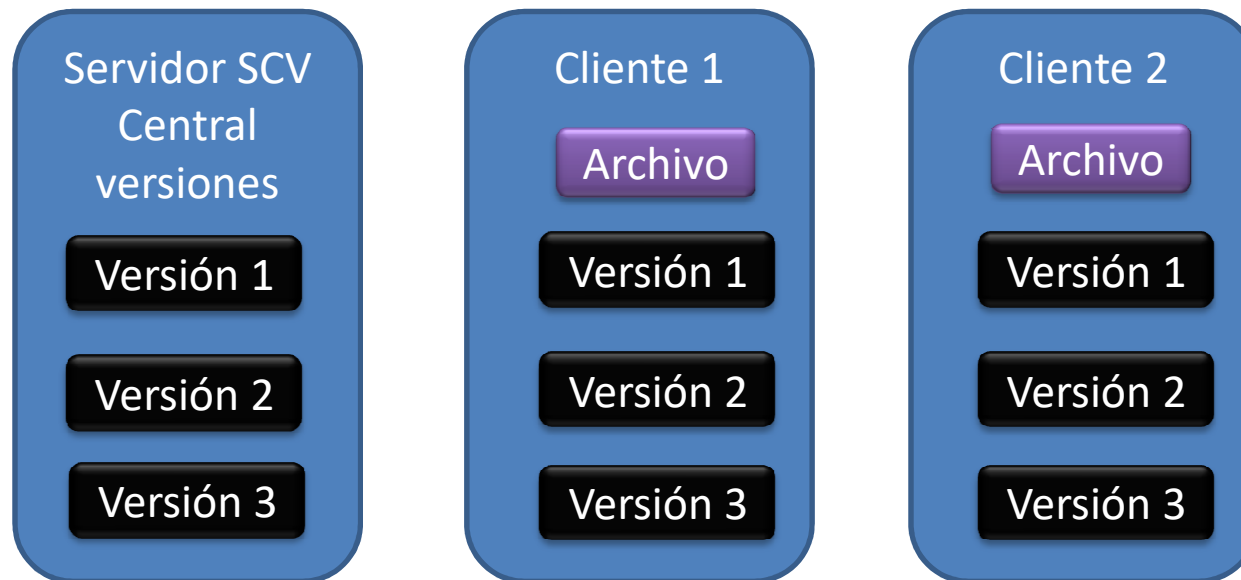 Servidor SCV
Central
versiones
Versión 1
Versión 2
Versión 3
Cliente 1
Archivo
Versión 1
Versión 2
Versión 3
Cliente 2
Archivo
Versión 1
Versión 2
Versión 3